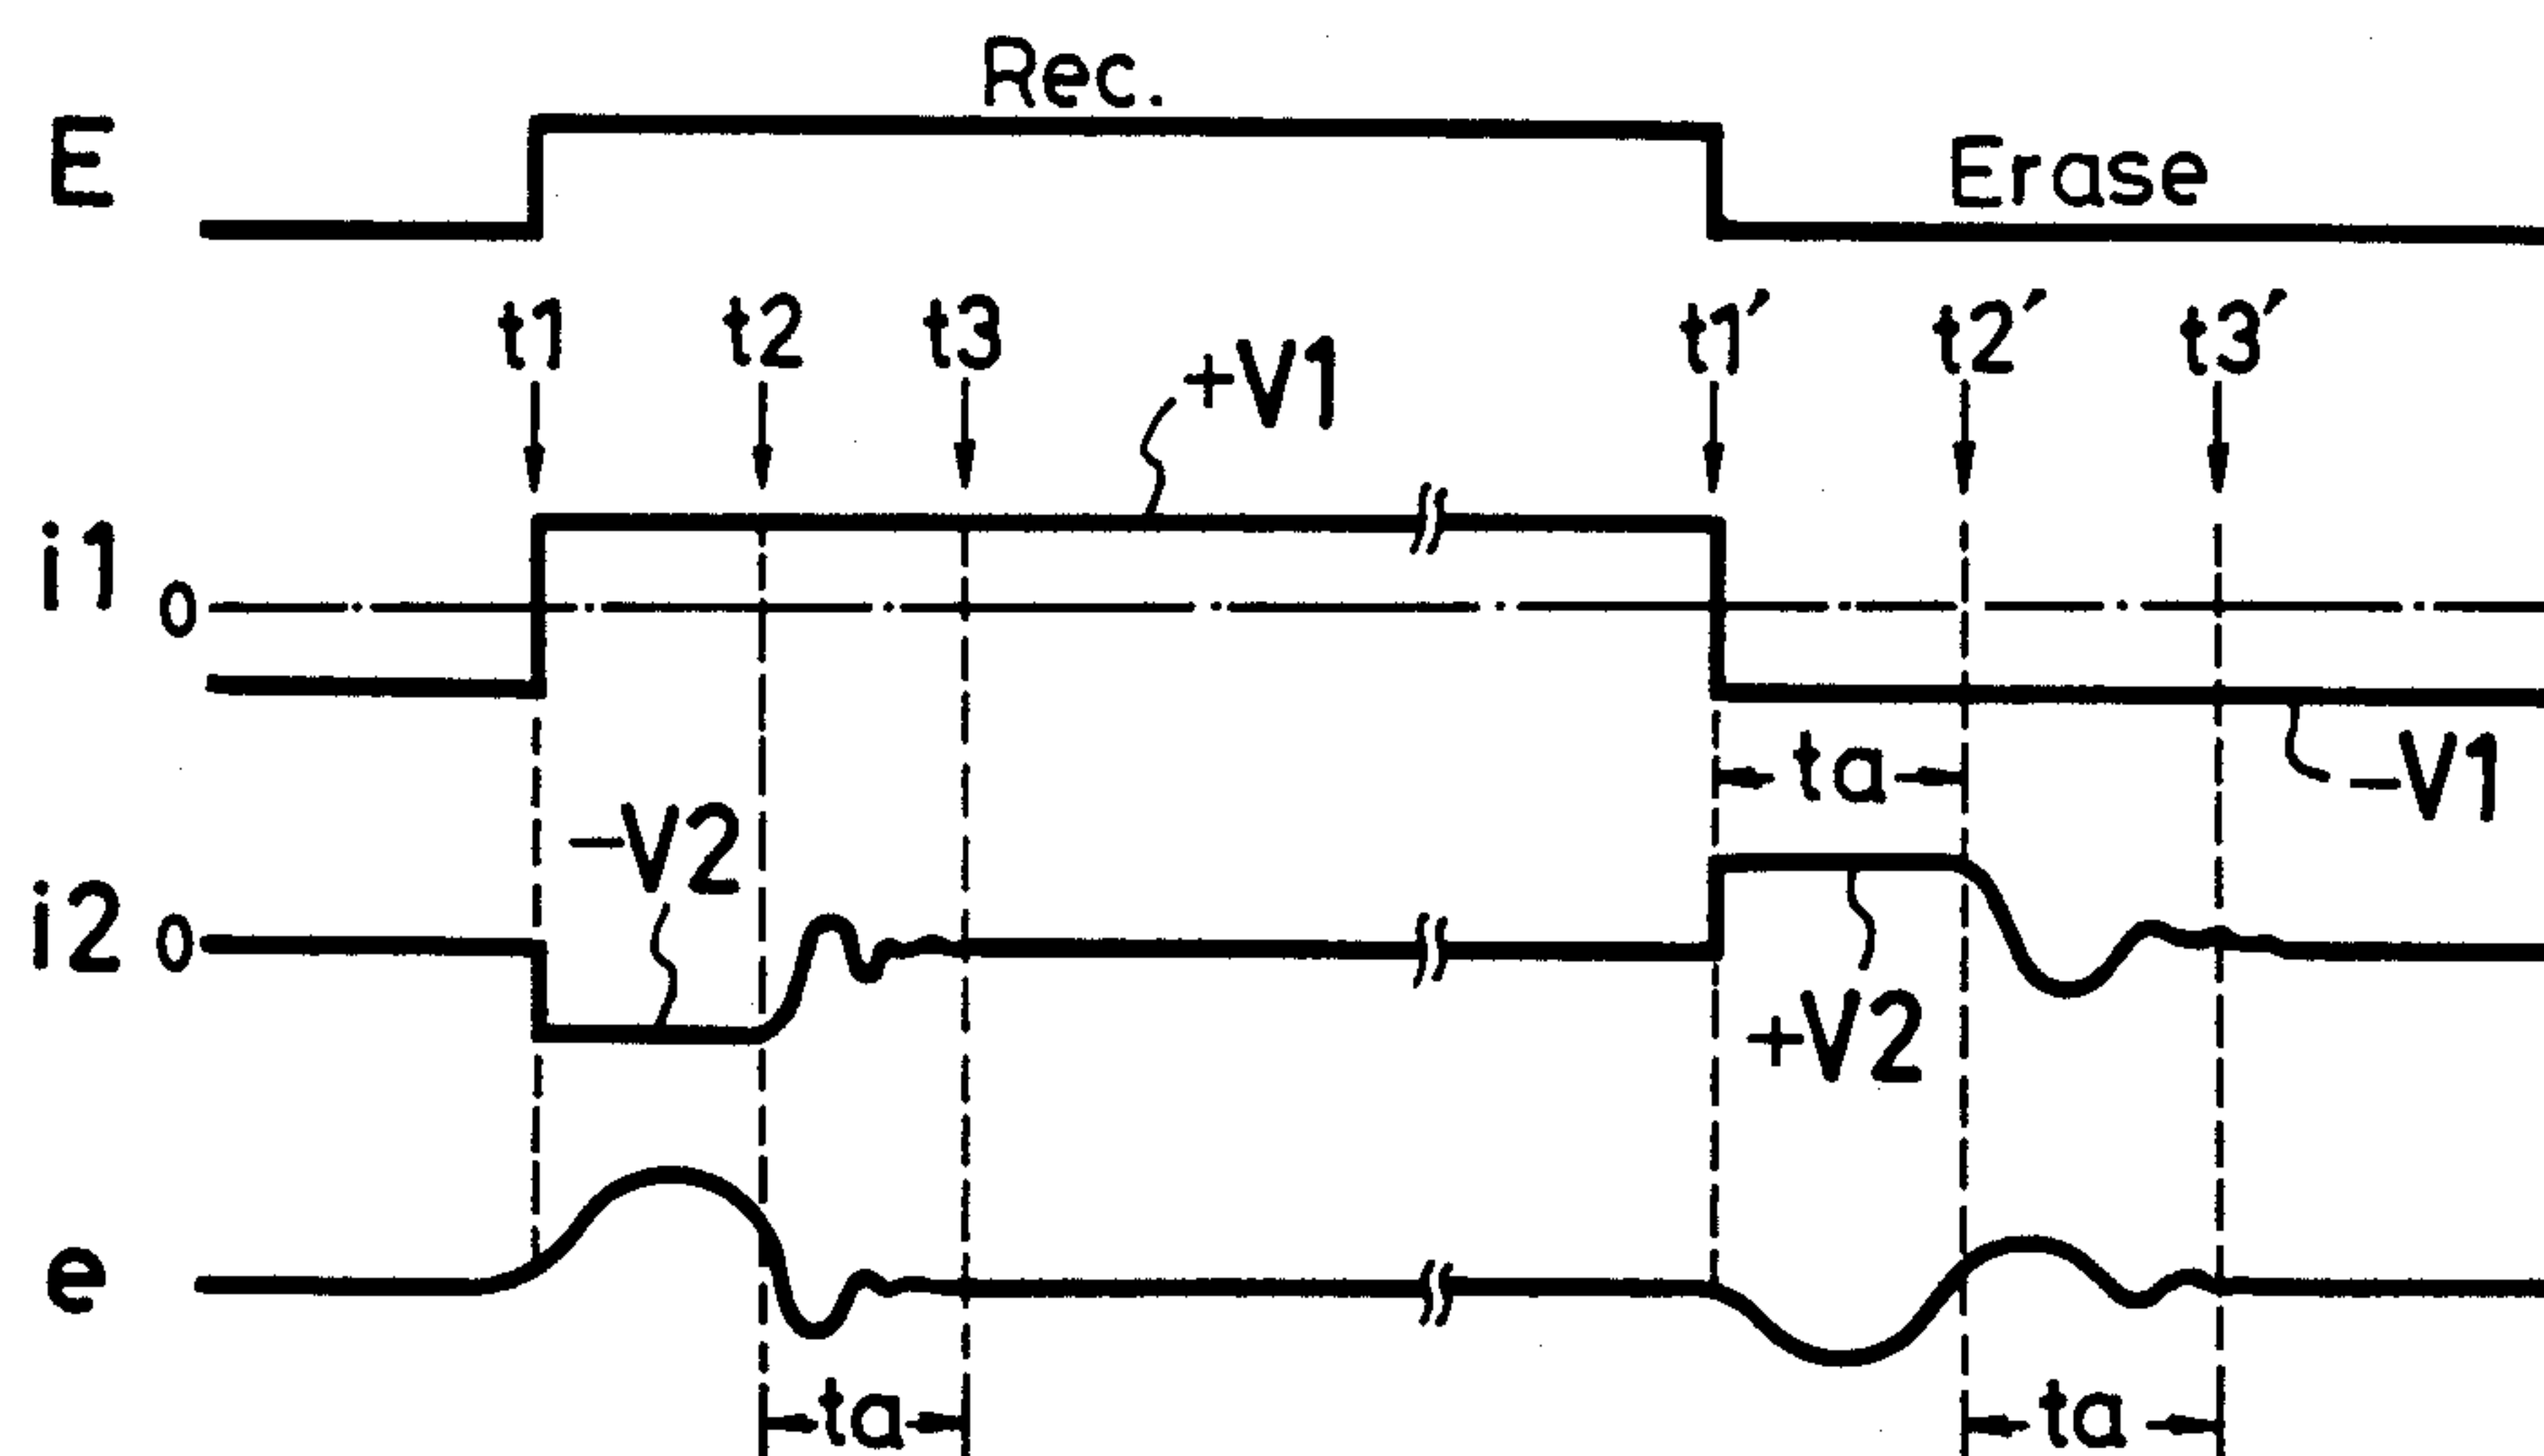 Rec.
E
Erase
t1 t2 t3 t1′ t2′ t3′
+V1
i1
0
ta
−V1
−V2
i2 0
+V2
e
ta ta